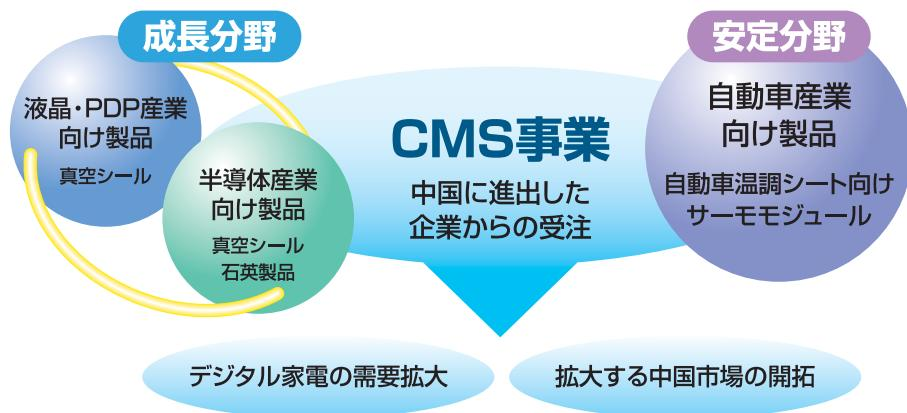 成長分野
液晶・PDP産業
向け製品
真空シール
半導体産業
向け製品
真空シール
石英製品
CMS事業
中国に進出した
企業からの受注
安定分野
自動車産業
向け製品
自動車温調シート向け
サーモモジュール
デジタル家電の需要拡大
拡大する中国市場の開拓